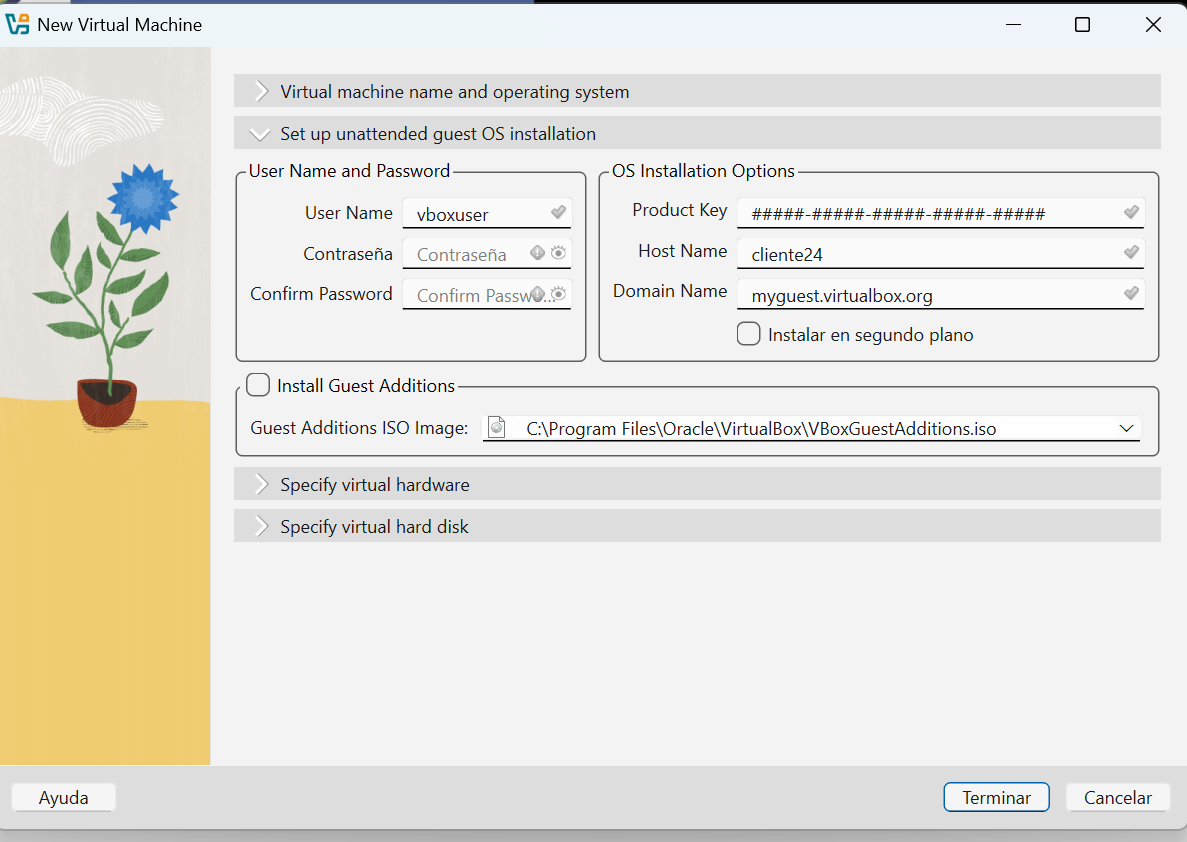 New Virtual Machine
Virtual machine name and operating system
Set up unattended guest OS installation
User Name and Password
User Name vboxuser
Contraseña Contraseña
Confirm Password Confirm Passwo...
OS Installation Options
Product Key #####-#####-#####-#####-#####
Host Name cliente24
Domain Name myguest.virtualbox.org
Instalar en segundo plano
Install Guest Additions
Guest Additions ISO Image: C:\Program Files\Oracle\VirtualBox\VBoxGuestAdditions.iso
Specify virtual hardware
Specify virtual hard disk
Ayuda Terminar Cancelar